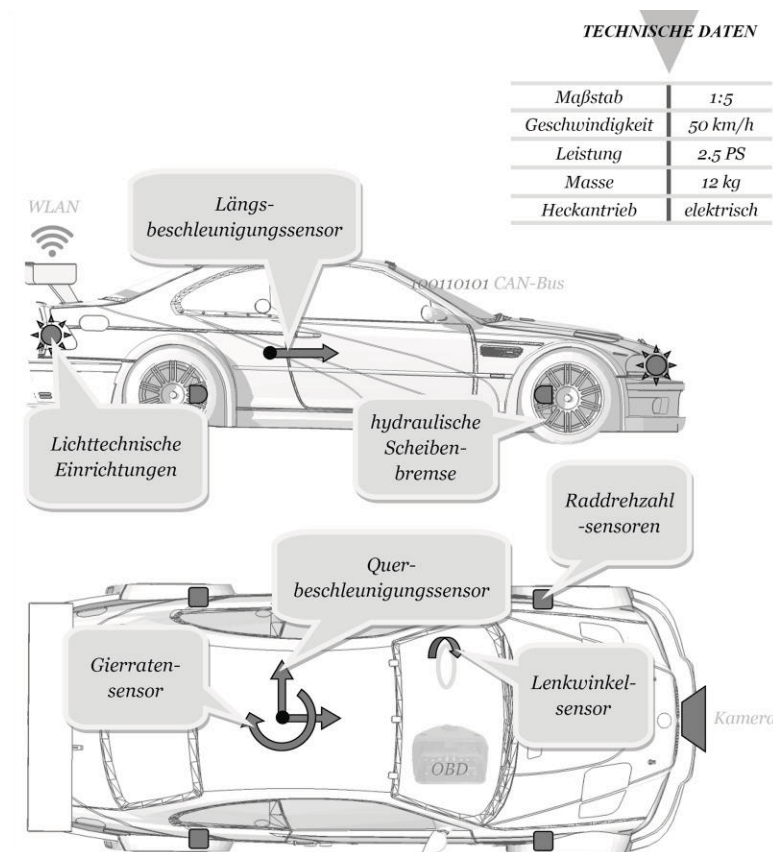 TECHNISCHE DATEN
Maßstab 1:5
Geschwindigkeit 50 km/h
Leistung 2.5 PS
Masse 12 kg
Heckantrieb elektrisch
WLAN
Längs-
beschleunigungssensor
100110101 CAN-Bus
Lichttechnische
Einrichtungen
hydraulische
Scheiben-
bremse
Raddrehzahl
-sensoren
Quer-
beschleunigungssensor
Gierraten-
sensor
Lenkwinkel-
sensor
Kamera
OBD